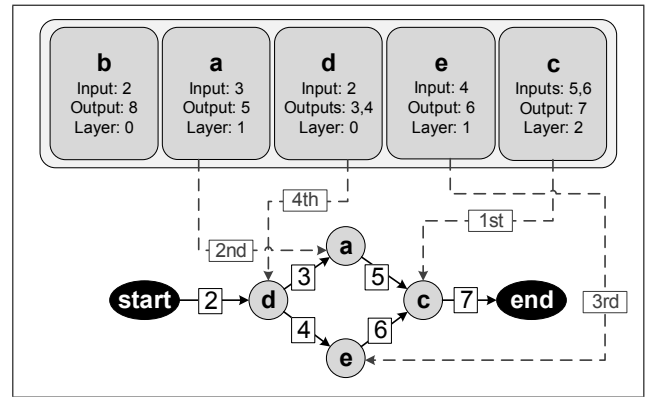 b
Input: 2
Output: 8
Layer: 0
a
Input: 3
Output: 5
Layer: 1
d
Input: 2
Outputs: 3,4
Layer: 0
e
Input: 4
Output: 6
Layer: 1
c
Inputs: 5,6
Output: 7
Layer: 2
4th
1st
2nd
a
3
5
start
2
d
c
7
end
3rd
4
6
e